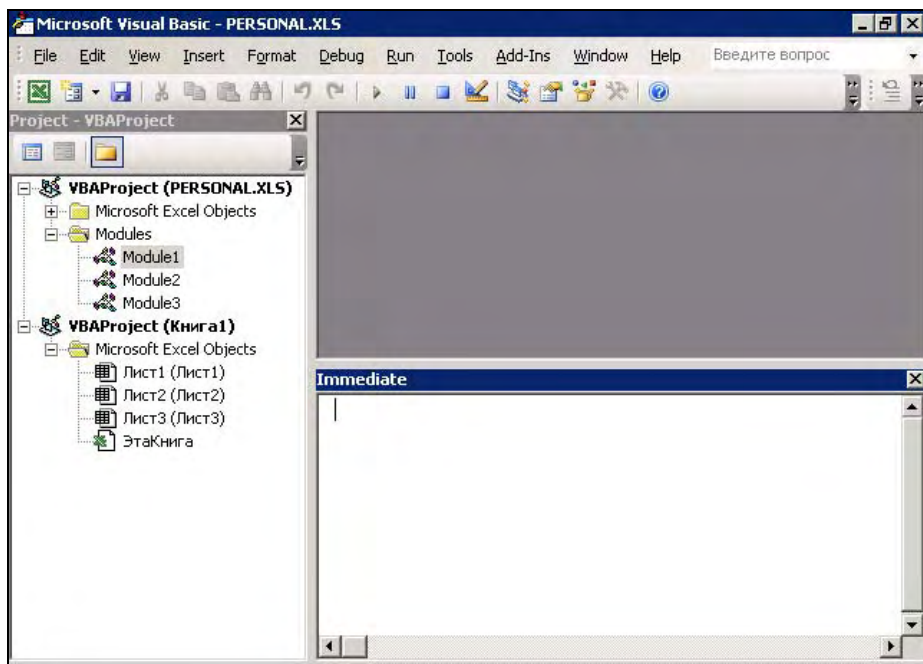 Microsoft Visual Basic - PERSONAL.XLS
File Edit View Insert Format Debug Run Tools Add-Ins Window Help Введите вопрос
Project - VBAProject
VBAProject (PERSONAL.XLS)
Microsoft Excel Objects
Modules
Module1
Module2
Module3
VBAProject (Книга1)
Microsoft Excel Objects
Лист1 (Лист1)
Лист2 (Лист2)
Лист3 (Лист3)
ЭтаКнига
Immediate